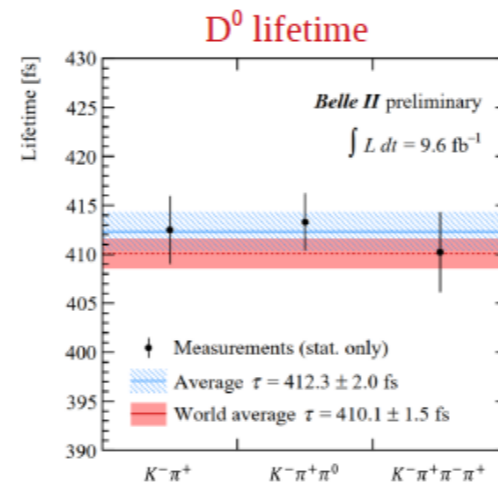 D⁰ lifetime
Lifetime [fs]
430
425
420
415
410
405
400
395
390
Belle II preliminary
∫ L dt = 9.6 fb⁻¹
Measurements (stat. only)
Average τ = 412.3 ± 2.0 fs
World average τ = 410.1 ± 1.5 fs
K⁻π⁺
K⁻π⁺π⁰
K⁻π⁺π⁻π⁺